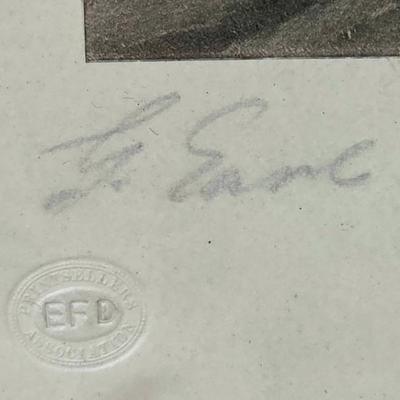 G. Earl
PRINTSELLERS
EFD
ASSOCIATION